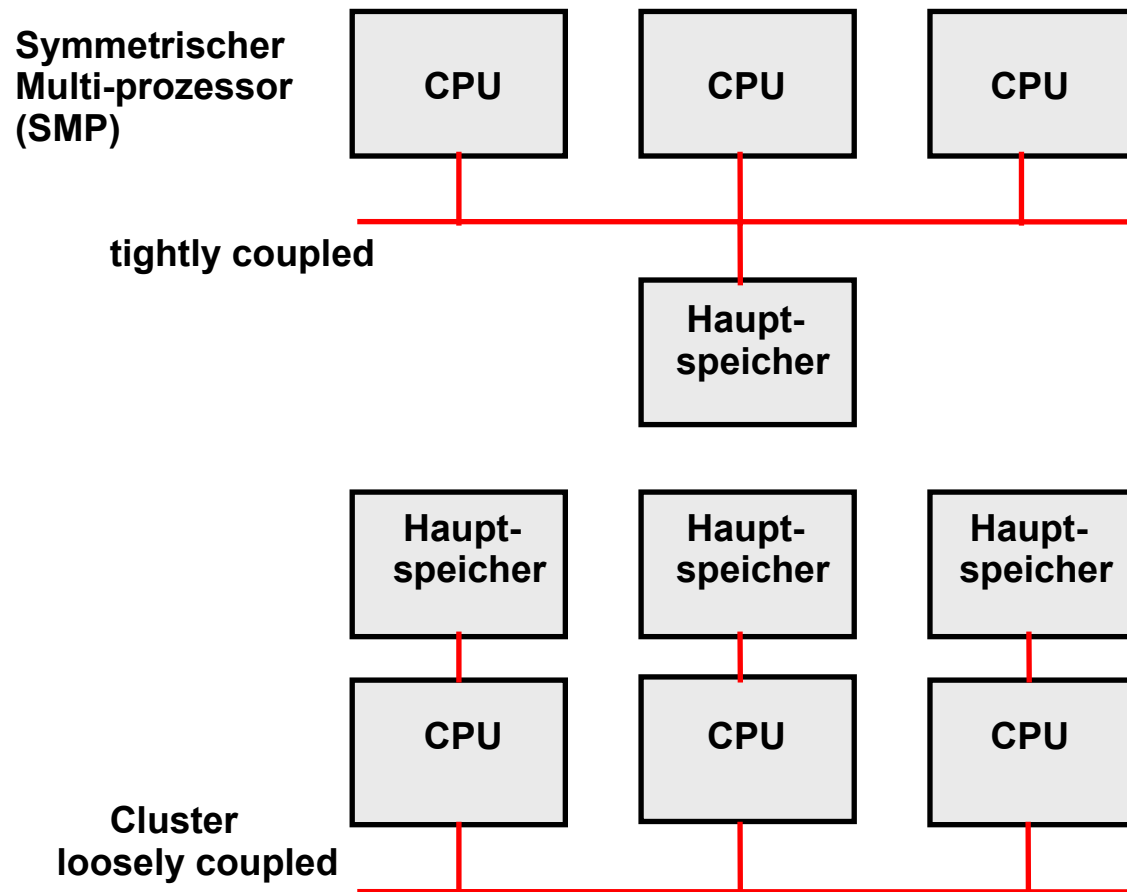 Symmetrischer
Multi-prozessor
(SMP)
CPU
CPU
CPU
tightly coupled
Haupt-
speicher
Haupt-
speicher
Haupt-
speicher
Haupt-
speicher
CPU
CPU
CPU
Cluster
loosely coupled